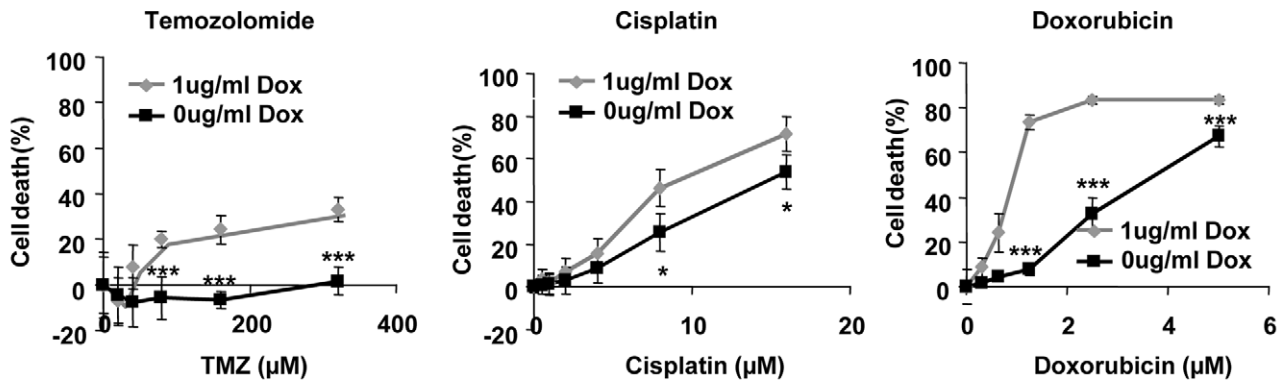 Temozolomide
100
80
60
40
20
0
-20
Cell death(%)
1ug/ml Dox
0ug/ml Dox
***
***
***
0
200
400
TMZ (µM)
Cisplatin
100
80
60
40
20
0
-20
Cell death(%)
1ug/ml Dox
0ug/ml Dox
*
*
0
10
20
Cisplatin (µM)
Doxorubicin
100
80
60
40
20
0
Cell death(%)
***
***
***
1ug/ml Dox
0ug/ml Dox
0
2
4
6
Doxorubicin (µM)